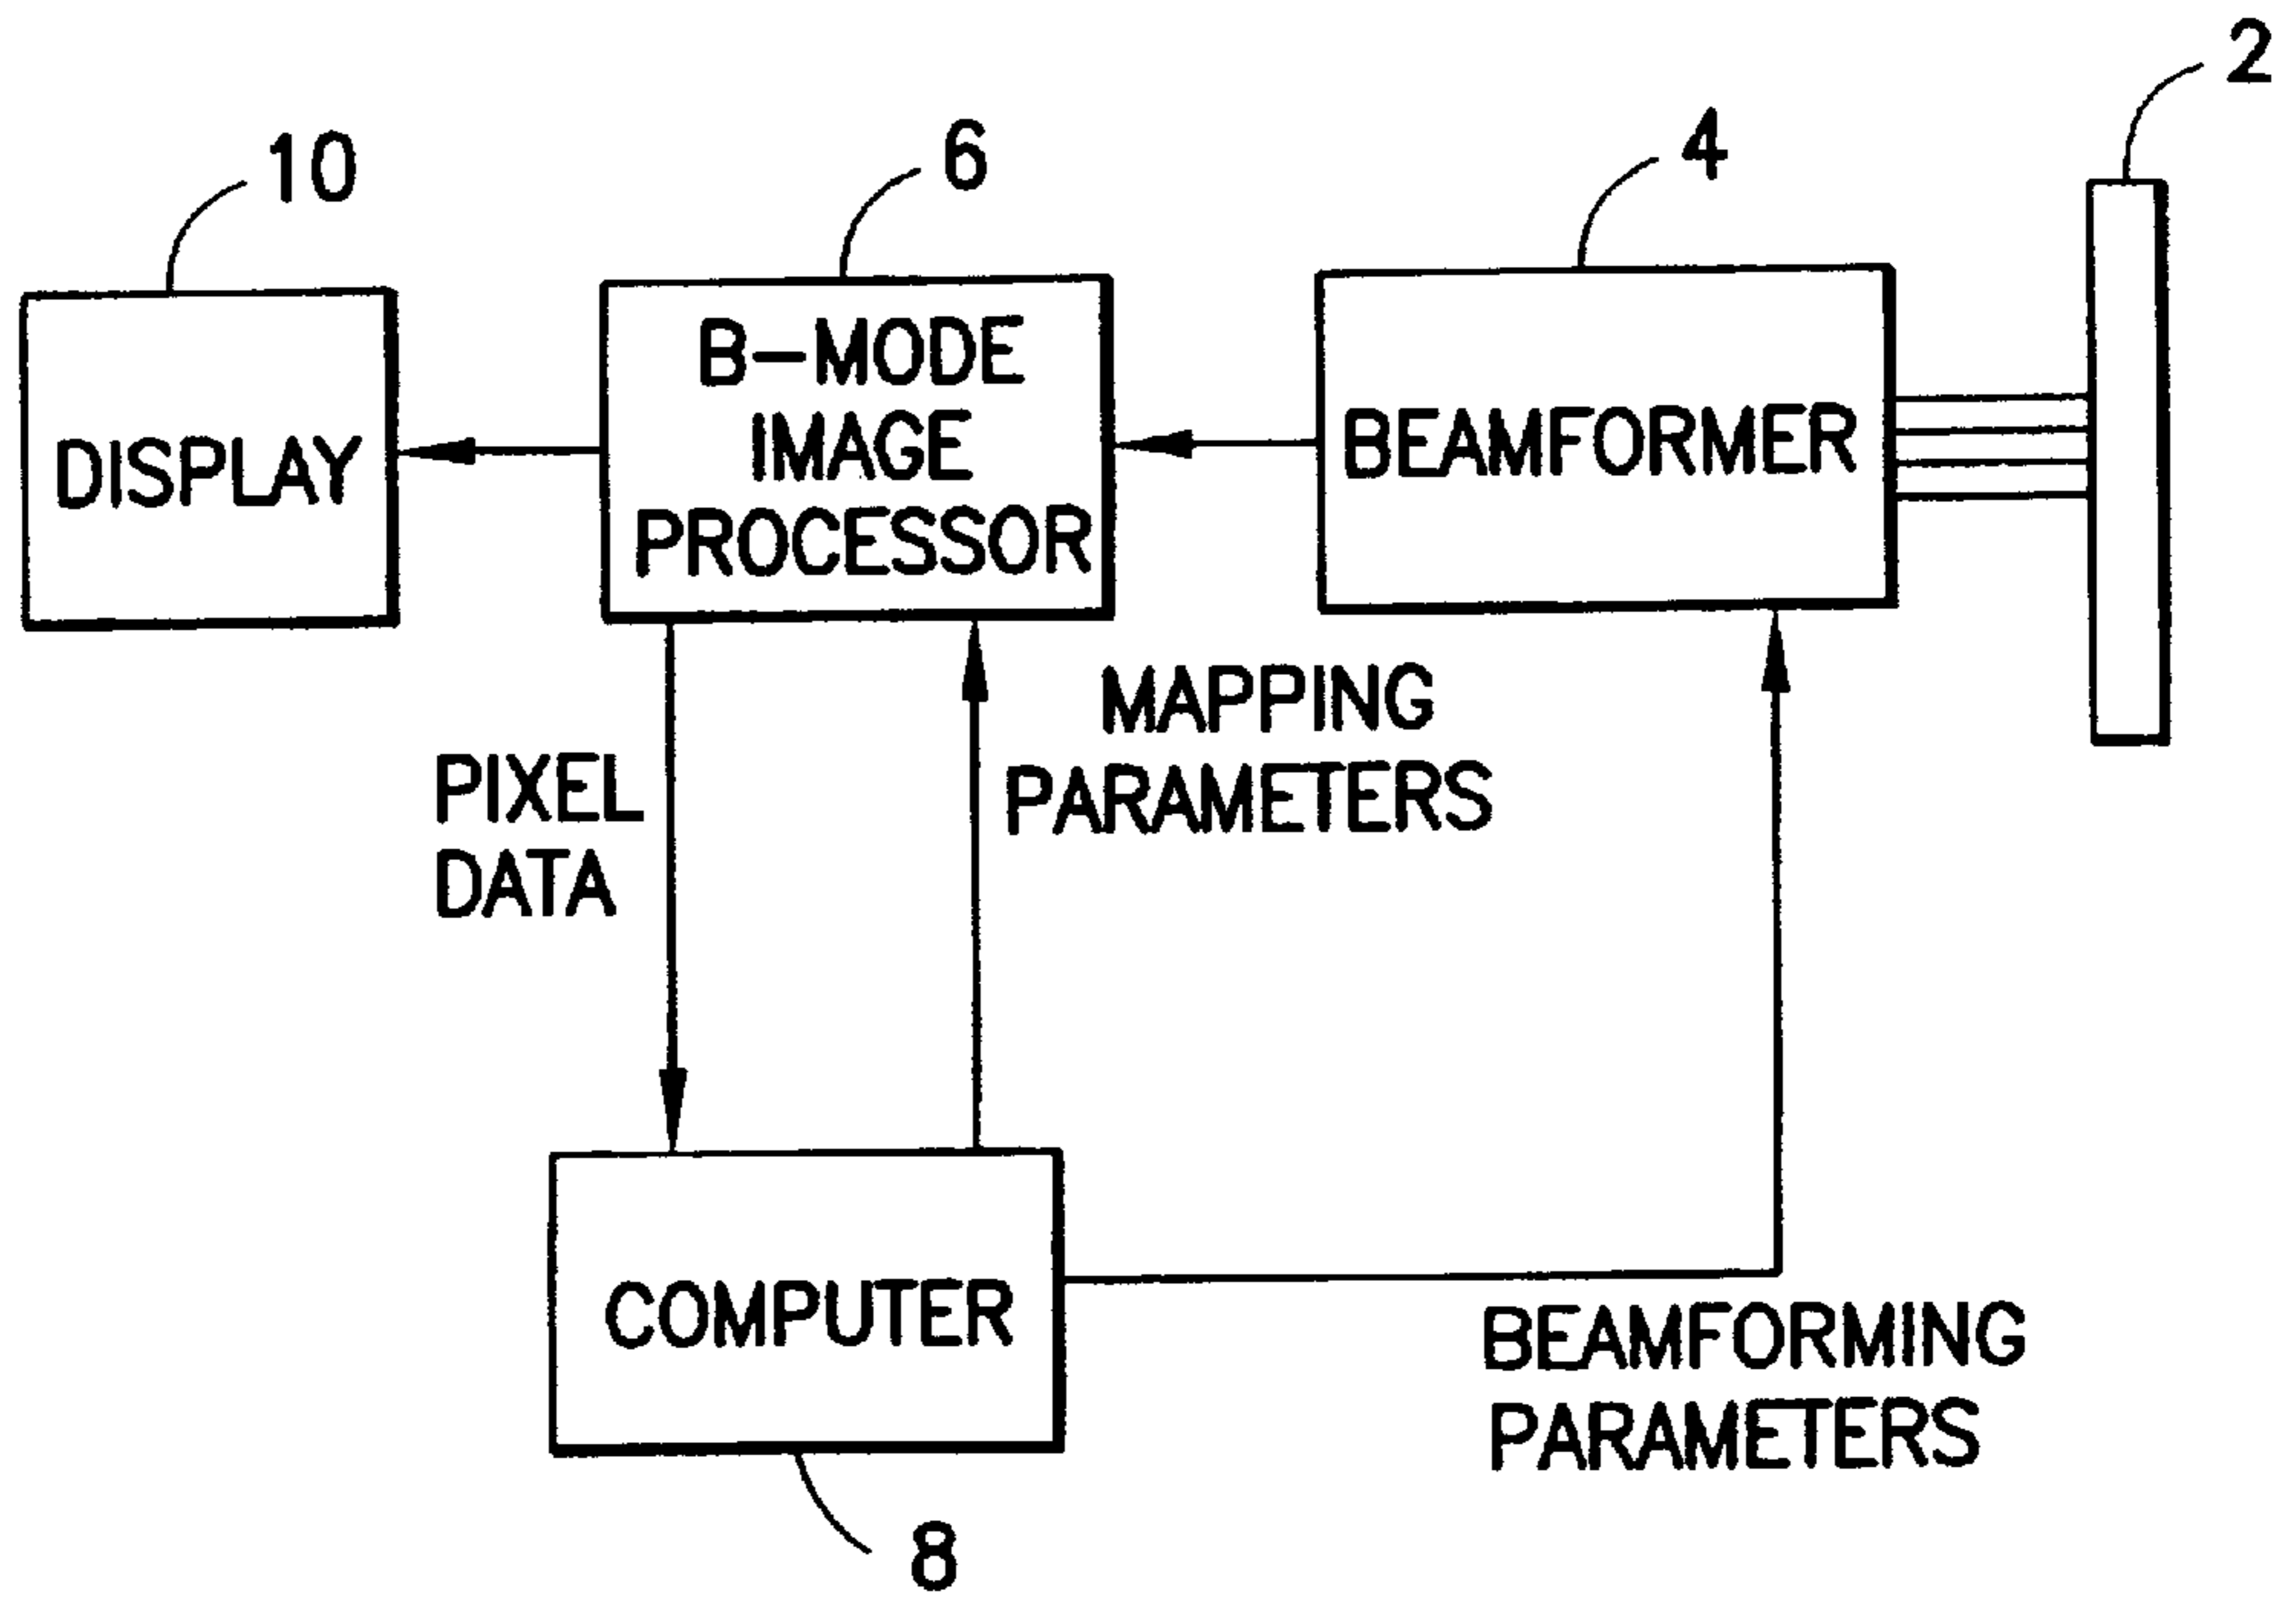 2
4
6
10
B-MODE
IMAGE
PROCESSOR
BEAMFORMER
DISPLAY
MAPPING
PARAMETERS
PIXEL
DATA
COMPUTER
BEAMFORMING
PARAMETERS
8